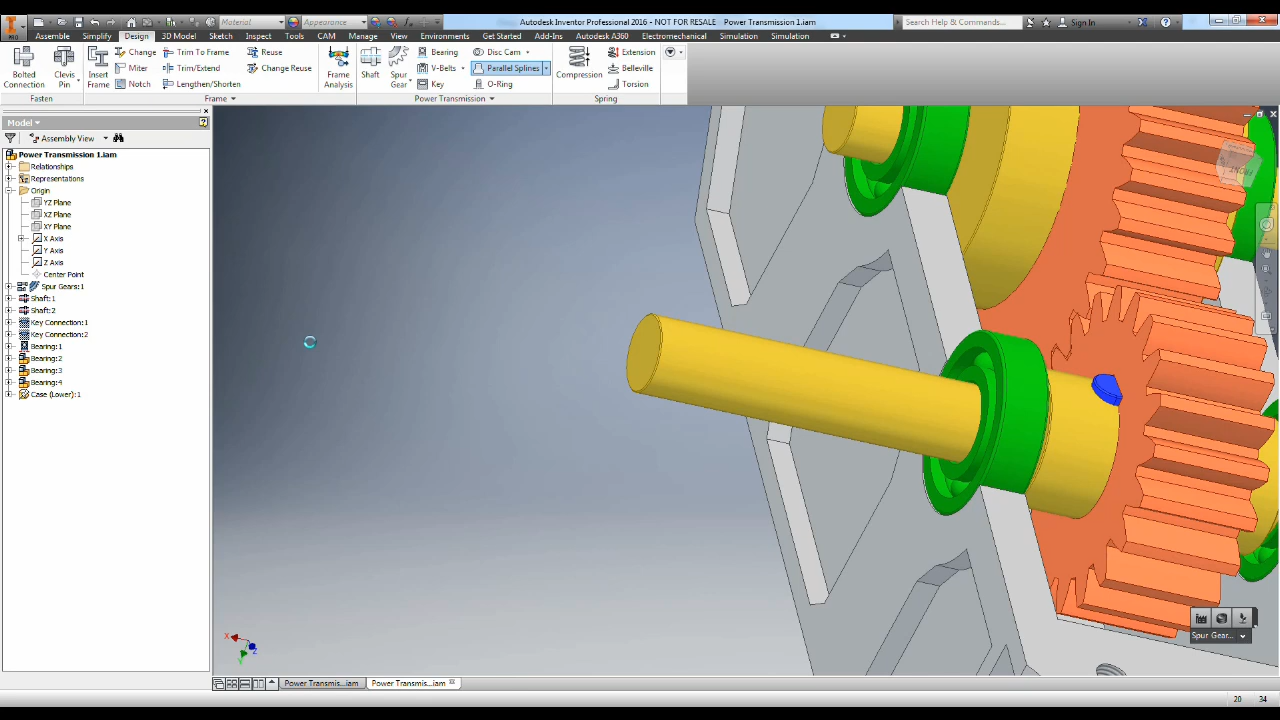 Material Appearance Autodesk Inventor Professional 2016 - NOT FOR RESALE Power Transmission 1.iam Search Help & Commands... Sign In
PRO Assemble Simplify Design 3D Model Sketch Inspect Tools CAM Manage View Environments Get Started Add-Ins Autodesk A360 Electromechanical Simulation Simulation
Bolted Connection Clevis Pin Insert Frame Change Trim To Frame Reuse Frame Analysis Shaft Spur Gear Bearing Disc Cam Compression Extension
Miter Trim/Extend Change Reuse V-Belts Parallel Splines Belleville
Notch Lengthen/Shorten Key O-Ring Torsion
Fasten Frame Power Transmission Spring
Model
Assembly View
Power Transmission 1.iam
Relationships
Representations
Origin
YZ Plane
XZ Plane
XY Plane
X Axis
Y Axis
Z Axis
Center Point
Spur Gears:1
Shaft:1
Shaft:2
Key Connection:1
Key Connection:2
Bearing:1
Bearing:2
Bearing:3
Bearing:4
Case (Lower):1
FRONT
X
Y
Z
Spur Gear...
Power Transmis...iam Power Transmis...iam
20 34